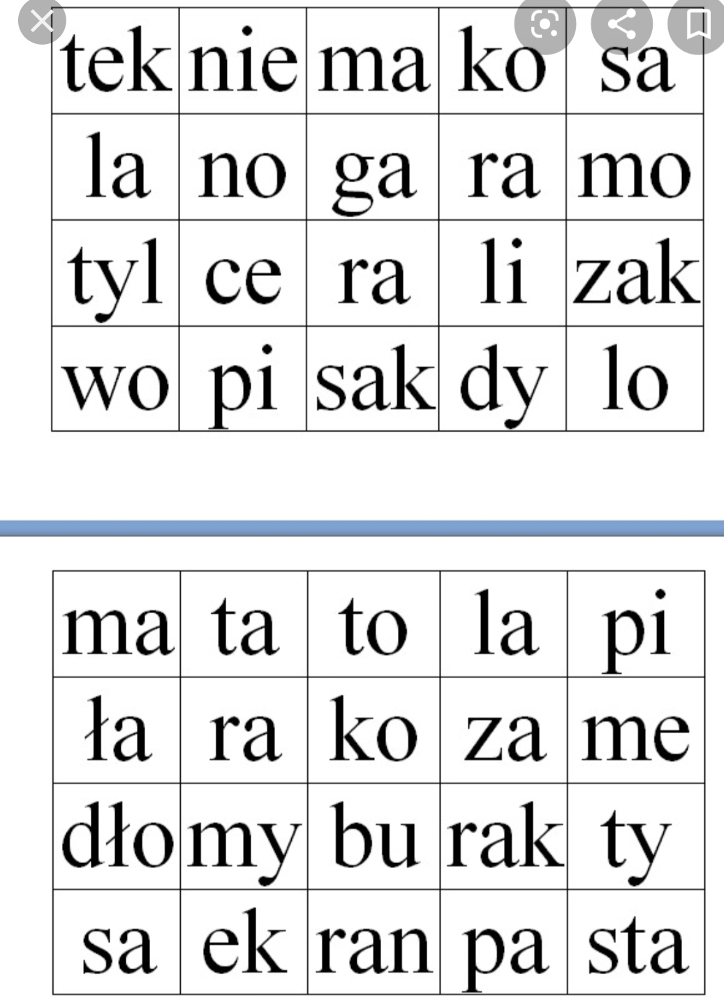 tek nie ma ko sa
la no ga ra mo
tyl ce ra li zak
wo pi sak dy lo
ma ta to la pi
ła ra ko za me
dło my bu rak ty
sa ek ran pa sta